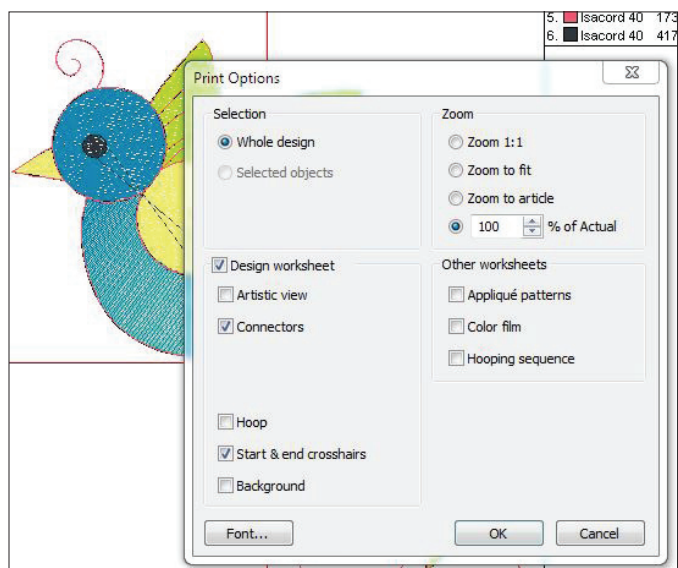 5. Isacord 40 173
6. Isacord 40 417
Print Options
Selection
Whole design
Selected objects
Zoom
Zoom 1:1
Zoom to fit
Zoom to article
100 % of Actual
Design worksheet
Artistic view
Connectors
Hoop
Start & end crosshairs
Background
Other worksheets
Appliqué patterns
Color film
Hooping sequence
Font...
OK
Cancel